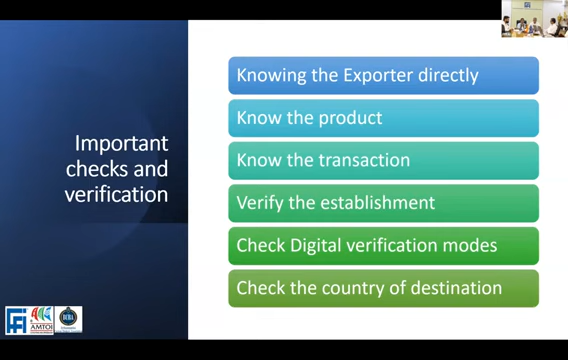 Important
checks and
verification
Knowing the Exporter directly
Know the product
Know the transaction
Verify the establishment
Check Digital verification modes
Check the country of destination
AMTOI